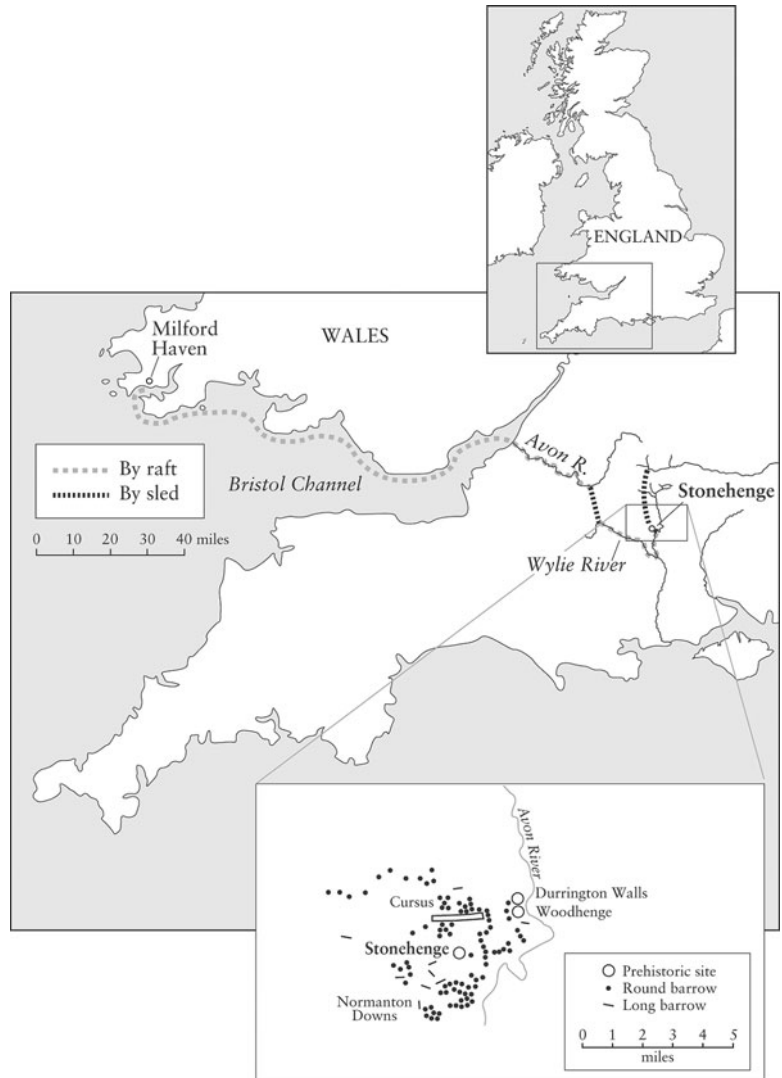 ENGLAND
WALES
Milford
Haven
By raft
By sled
0 10 20 30 40 miles
Bristol Channel
Avon R.
Stonehenge
Wylie River
Avon River
Cursus
Durrington Walls
Woodhenge
Stonehenge
Normanton
Downs
Prehistoric site
Round barrow
Long barrow
0 1 2 3 4 5
miles